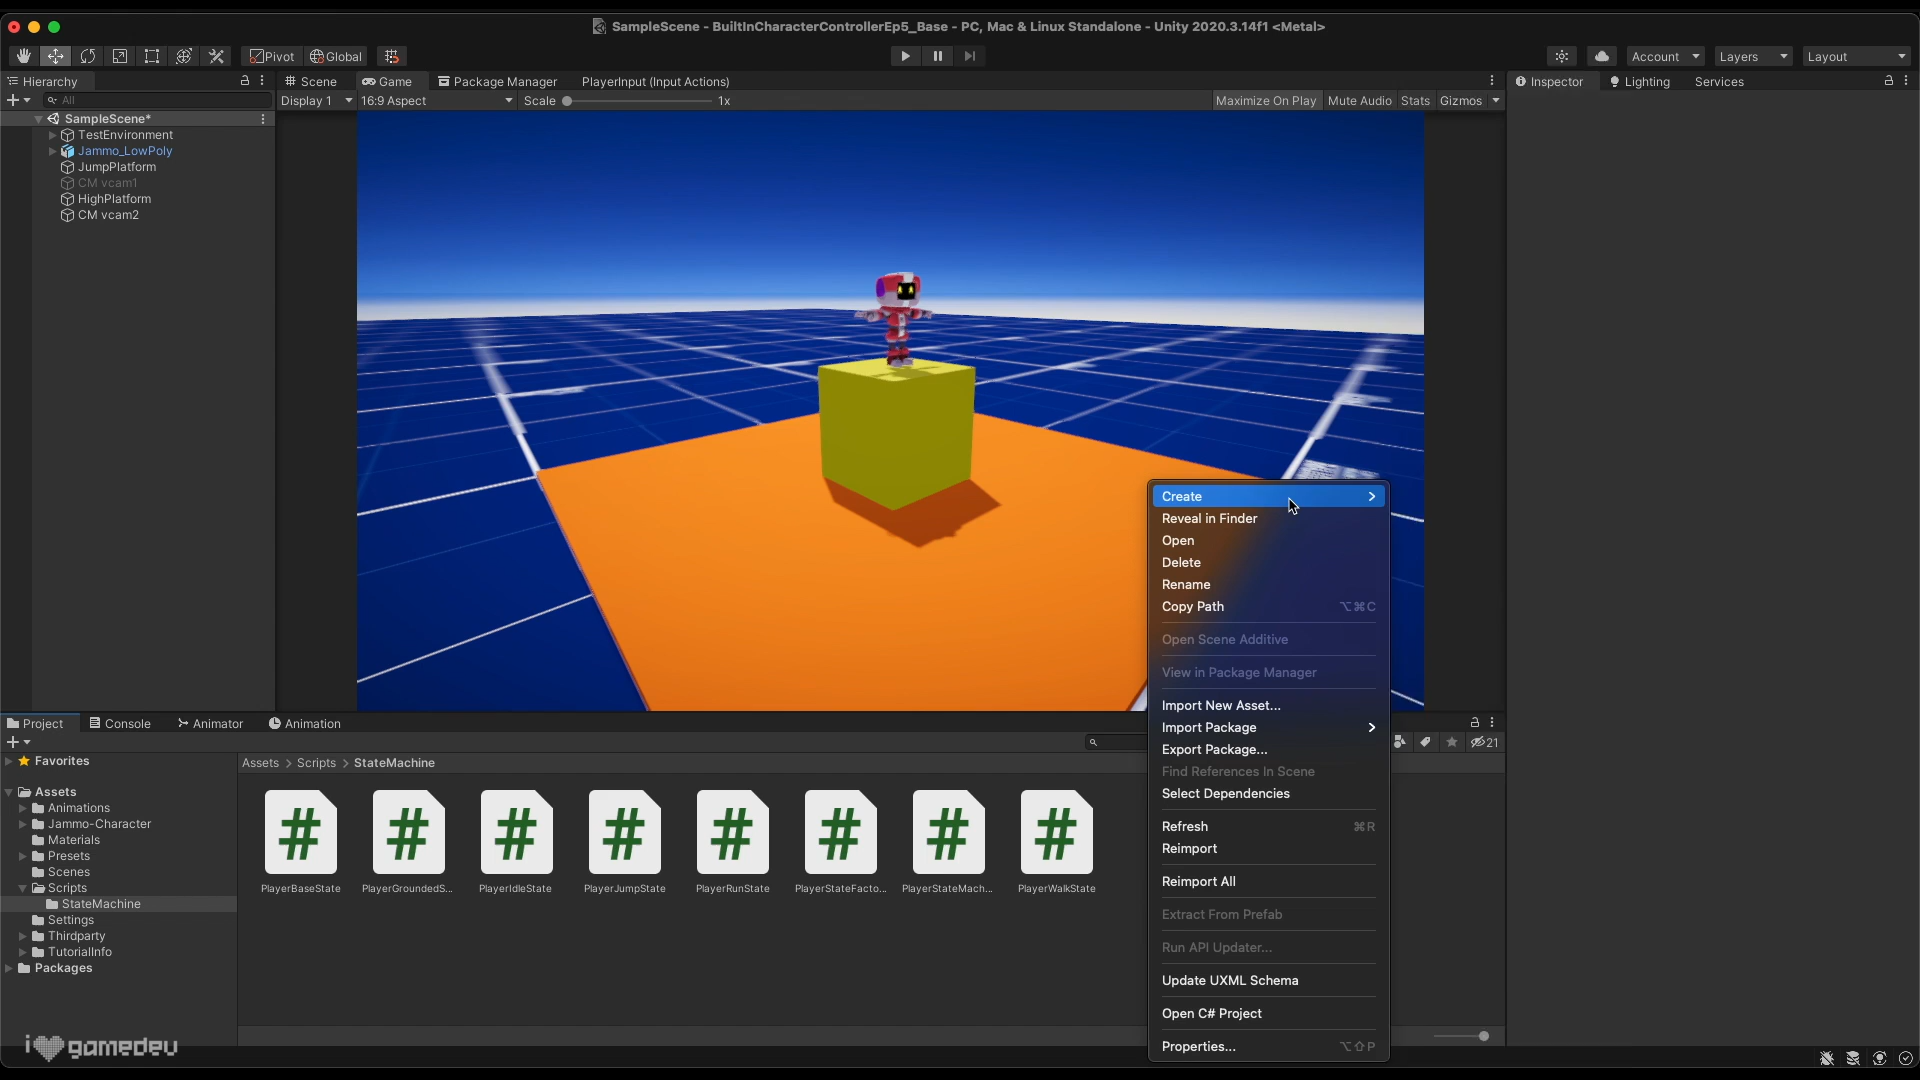 SampleScene - BuiltInCharacterControllerEp5_Base - PC, Mac & Linux Standalone - Unity 2020.3.14f1 <Metal>
Pivot Global Account Layers Layout
Hierarchy Scene Game Package Manager PlayerInput (Input Actions) Inspector Lighting Services
All Display 1 16:9 Aspect Scale 1x Maximize On Play Mute Audio Stats Gizmos
SampleScene*
TestEnvironment
Jammo_LowPoly
JumpPlatform
CM vcam1
HighPlatform
CM vcam2
Create
Reveal in Finder
Open
Delete
Rename
Copy Path ⌥⌘C
Open Scene Additive
View in Package Manager
Import New Asset...
Import Package
Export Package...
Find References In Scene
Select Dependencies
Refresh ⌘R
Reimport
Reimport All
Extract From Prefab
Run API Updater...
Update UXML Schema
Open C# Project
Properties... ⌥⇧P
Project Console Animator Animation
21
Favorites
Assets > Scripts > StateMachine
Assets
Animations
Jammo-Character
Materials
Presets
Scenes
Scripts
StateMachine
Settings
Thirdparty
TutorialInfo
Packages
# # # # # # # #
PlayerBaseState PlayerGroundedS... PlayerIdleState PlayerJumpState PlayerRunState PlayerStateFacto... PlayerStateMach... PlayerWalkState
i gamedev